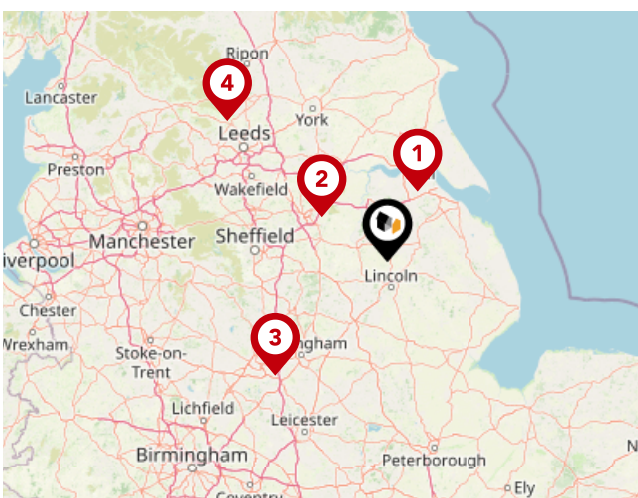 Ripon
4
Lancaster
York
Leeds
1
Preston
Wakefield
2
Manchester
Sheffield
iverpool
Lincoln
Chester
3
ngham
Wrexham
Stoke-on-
Trent
Lichfield
Leicester
Birmingham
Peterborough
N
Ely
Coventry